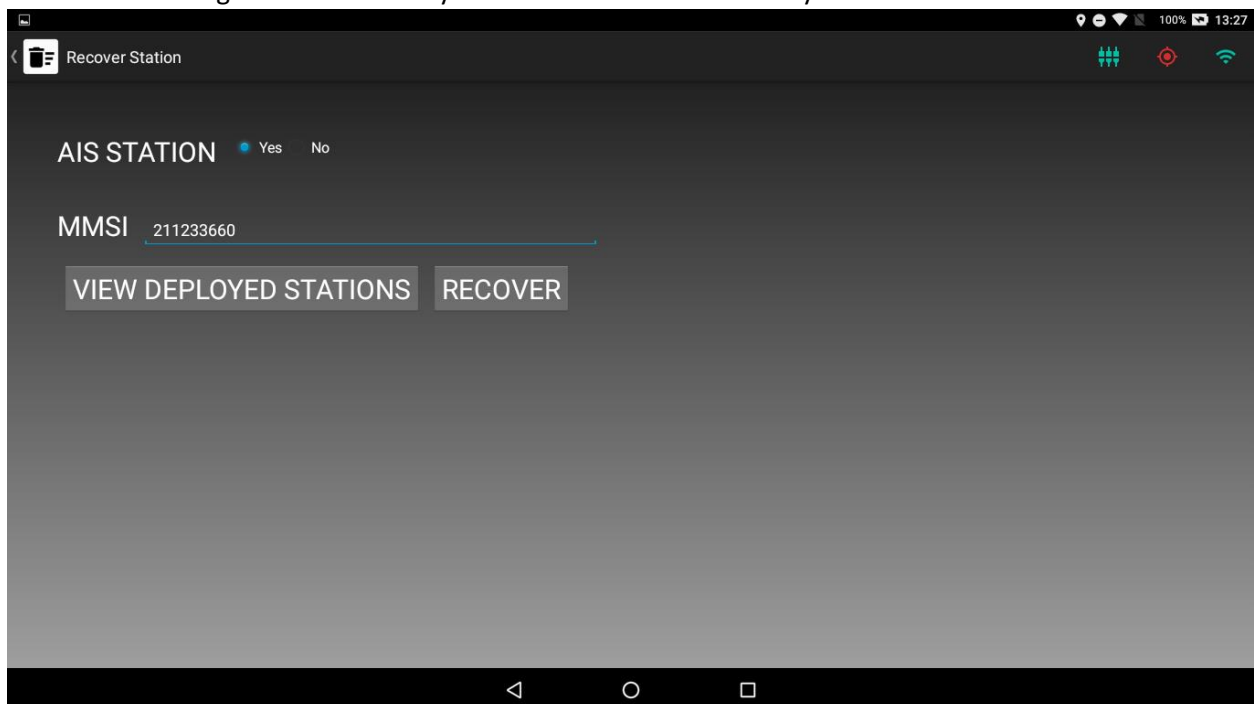 100% 13:27
Recover Station
AIS STATION Yes No
MMSI 211233660
VIEW DEPLOYED STATIONS RECOVER